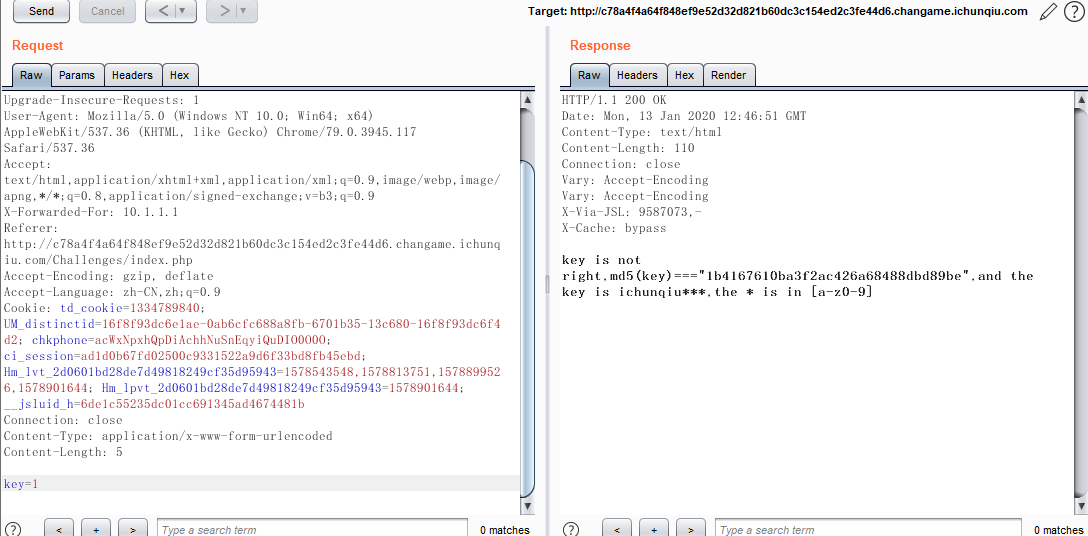 Send
Cancel
<
>
Target: http://c78a4f4a64f848ef9e52d32d821b60dc3c154ed2c3fe44d6.changame.ichunqiu.com
?
Request
Raw
Params
Headers
Hex
Upgrade-Insecure-Requests: 1
User-Agent: Mozilla/5.0 (Windows NT 10.0; Win64; x64)
AppleWebKit/537.36 (KHTML, like Gecko) Chrome/79.0.3945.117
Safari/537.36
Accept:
text/html,application/xhtml+xml,application/xml;q=0.9,image/webp,image/
apng,*/*;q=0.8,application/signed-exchange;v=b3;q=0.9
X-Forwarded-For: 10.1.1.1
Referer:
http://c78a4f4a64f848ef9e52d32d821b60dc3c154ed2c3fe44d6.changame.ichunq
iu.com/Challenges/index.php
Accept-Encoding: gzip, deflate
Accept-Language: zh-CN,zh;q=0.9
Cookie: td_cookie=1334789840;
UM_distinctid=16f8f93dc6e1ae-0ab6cfc688a8fb-6701b35-13c680-16f8f93dc6f4
d2; chkphone=acWxNpxhQpDiAchhNuSnEqyiQuDIO0O0O;
ci_session=ad1d0b67fd02500c9331522a9d6f33bd8fb45ebd;
Hm_lvt_2d0601bd28de7d49818249cf35d95943=1578543548,1578813751,157889952
6,1578901644; Hm_lpvt_2d0601bd28de7d49818249cf35d95943=1578901644;
__jsluid_h=6de1c55235dc01cc691345ad4674481b
Connection: close
Content-Type: application/x-www-form-urlencoded
Content-Length: 5
key=1
?
<
+
>
Type a search term
0 matches
Response
Raw
Headers
Hex
Render
HTTP/1.1 200 OK
Date: Mon, 13 Jan 2020 12:46:51 GMT
Content-Type: text/html
Content-Length: 110
Connection: close
Vary: Accept-Encoding
Vary: Accept-Encoding
X-Via-JSL: 9587073,-
X-Cache: bypass
key is not
right,md5(key)==="1b4167610ba3f2ac426a68488dbd89be",and the
key is ichunqiu***,the * is in [a-z0-9]
?
<
+
>
Type a search term
0 matches